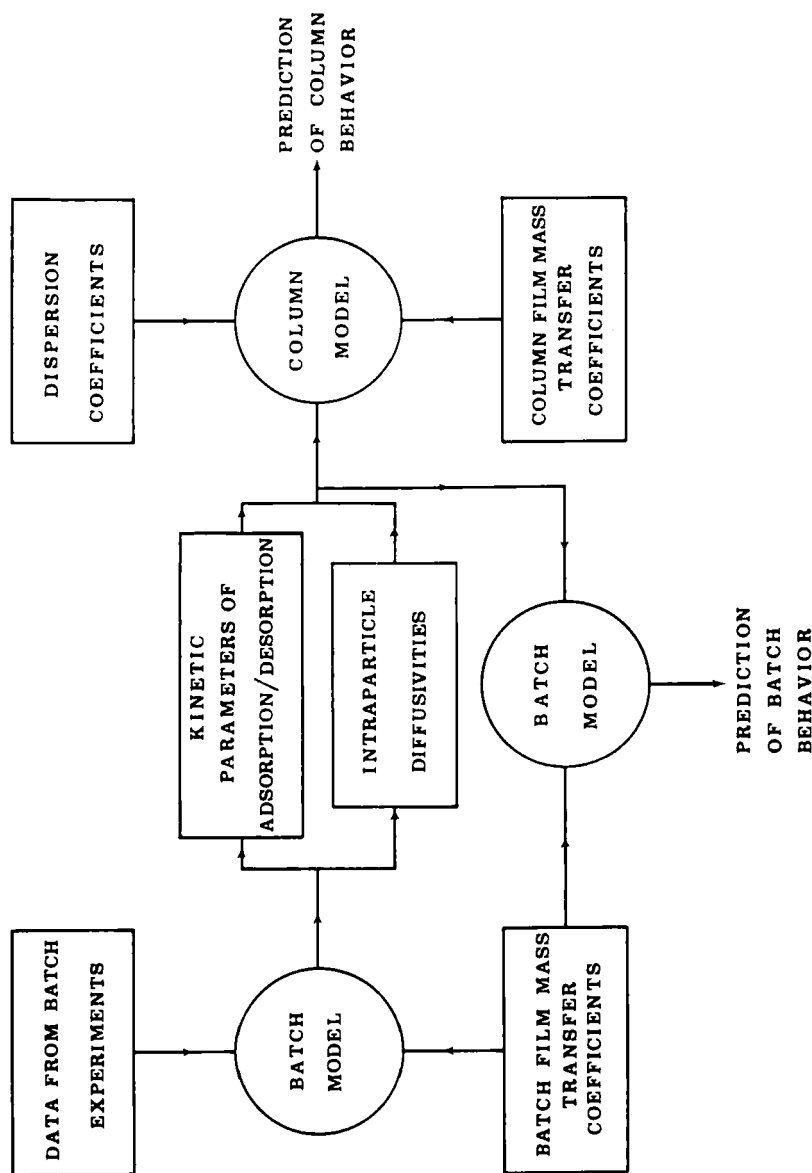 DATA FROM BATCH
EXPERIMENTS
BATCH
MODEL
BATCH FILM MASS
TRANSFER
COEFFICIENTS
KINETIC
PARAMETERS OF
ADSORPTION/DESORPTION
INTRAPARTICLE
DIFFUSIVITIES
BATCH
MODEL
PREDICTION
OF BATCH
BEHAVIOR
DISPERSION
COEFFICIENTS
COLUMN
MODEL
COLUMN FILM MASS
TRANSFER
COEFFICIENTS
PREDICTION
OF COLUMN
BEHAVIOR